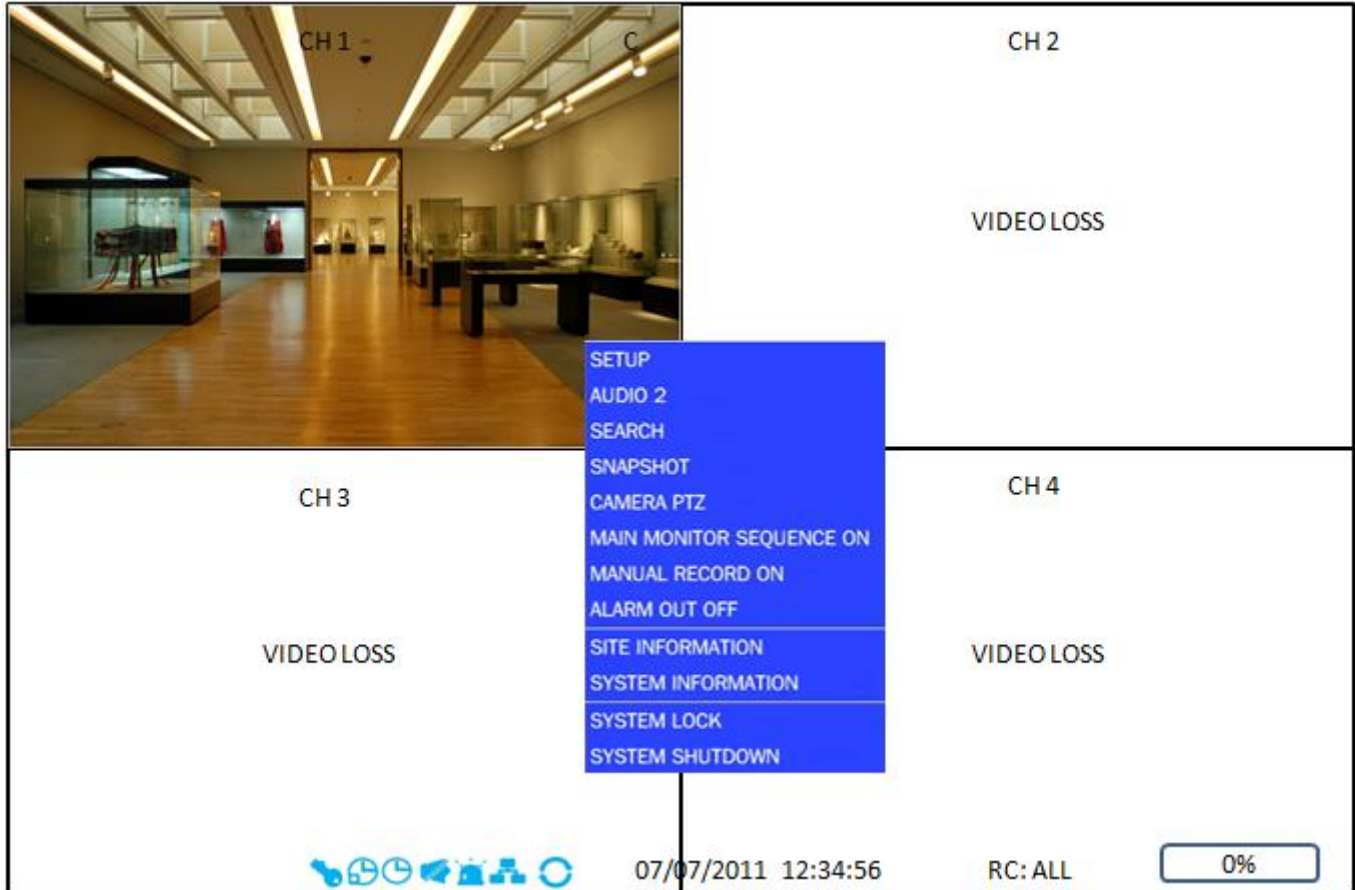 CH 1
C
CH 2
VIDEO LOSS
SETUP
AUDIO 2
SEARCH
SNAPSHOT
CAMERA PTZ
MAIN MONITOR SEQUENCE ON
MANUAL RECORD ON
ALARM OUT OFF
SITE INFORMATION
SYSTEM INFORMATION
SYSTEM LOCK
SYSTEM SHUTDOWN
CH 3
VIDEO LOSS
CH 4
VIDEO LOSS
07/07/2011 12:34:56
RC: ALL
0%